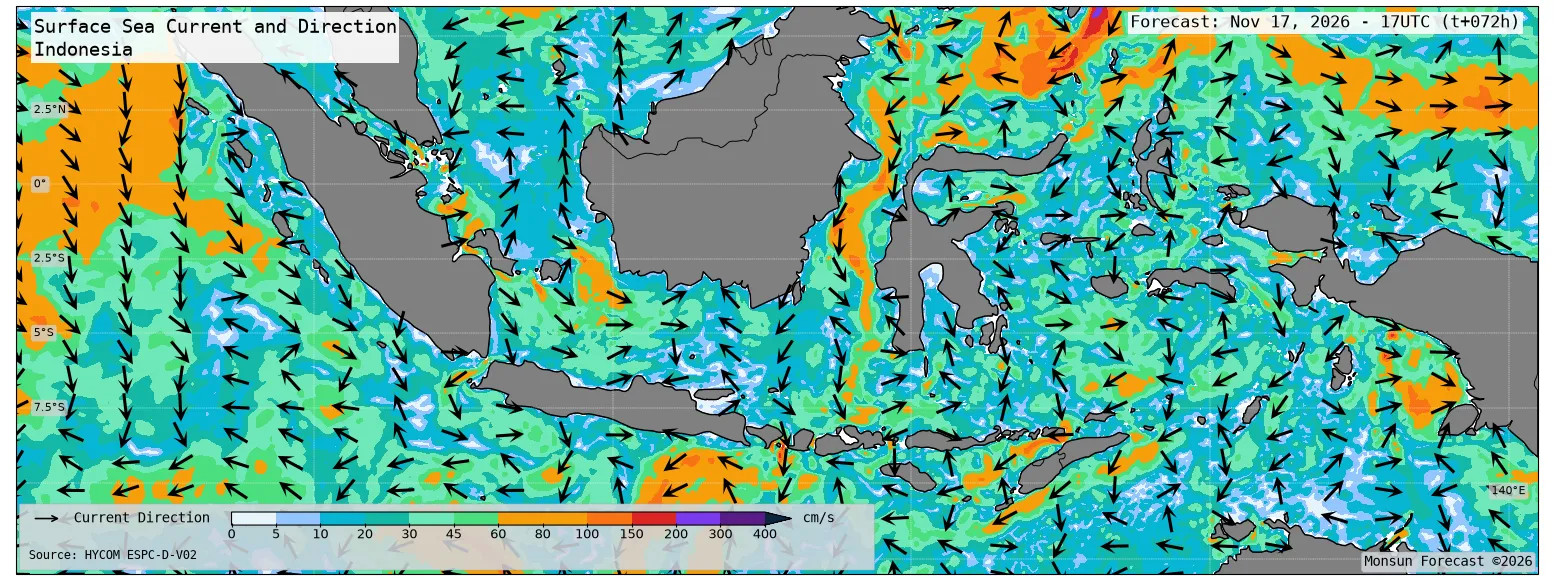 Surface Sea Current and Direction
Indonesia
Forecast: Nov 17, 2026 - 17UTC (t+072h)
2.5°N
0°
2.5°S
5°S
7.5°S
140°E
Current Direction
0 5 10 20 30 45 60 80 100 150 200 300 400
cm/s
Source: HYCOM ESPC-D-V02
Monsun Forecast ©2026